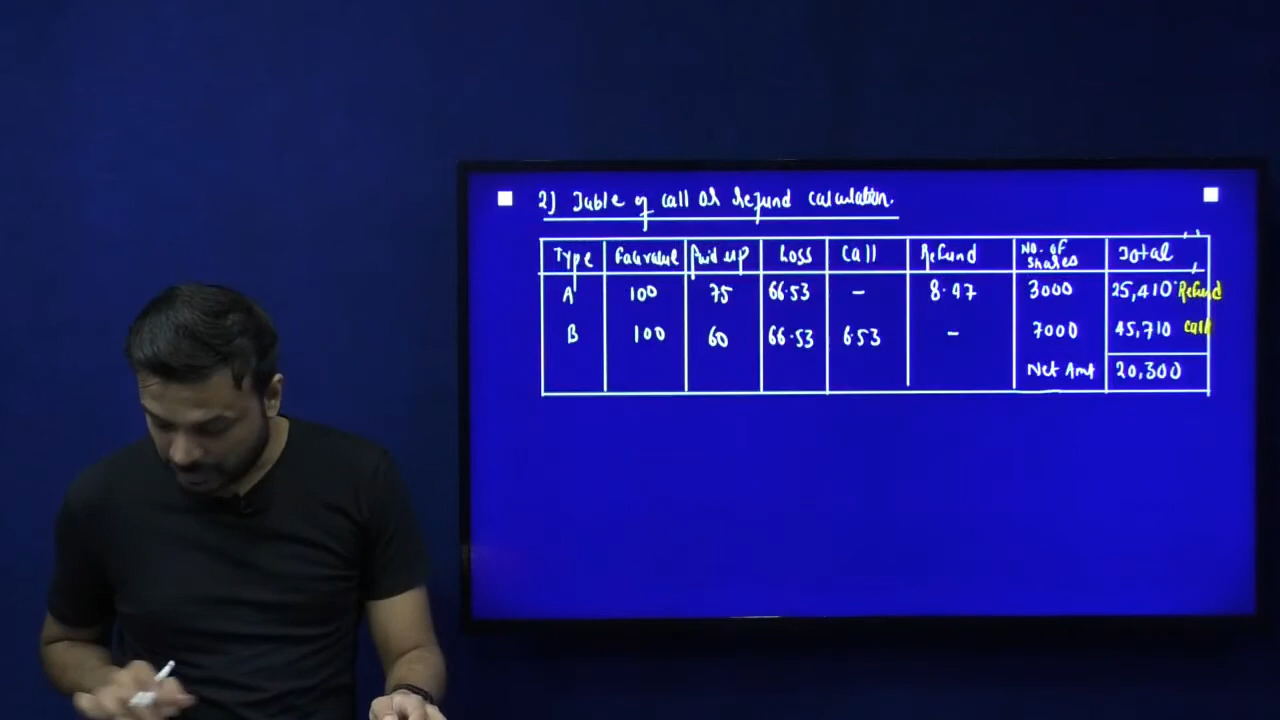 2) Table of call or Refund calculation.
Type Face value Paid up Loss Call Refund No. of Shares Total
A 100 75 66.53 - 8.47 3000 25,410 Refund
B 100 60 66.53 6.53 - 7000 45,710 call
Net Amt 20,300